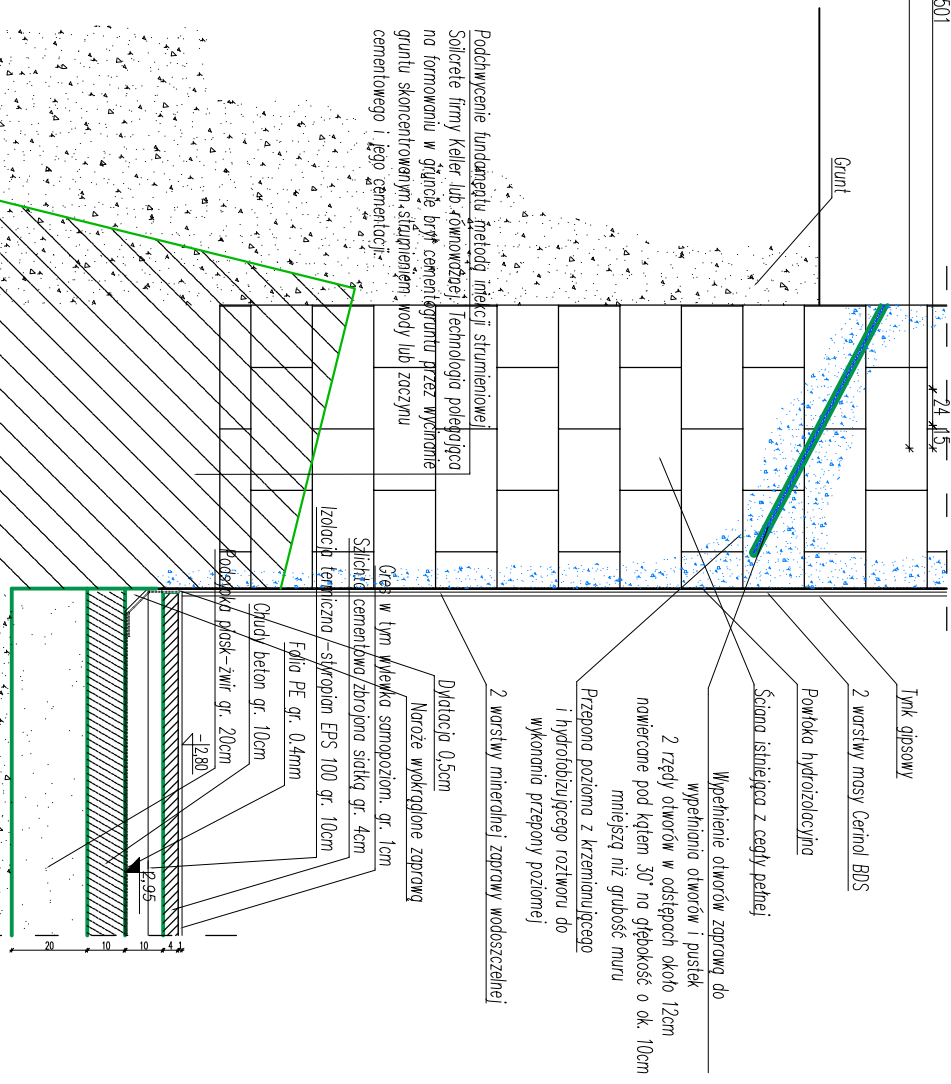 501
24 15
Grunt
Podchwycenie fundamentu metodą iniekcji strumieniowej
Soilcrete firmy Keller lub równoważnej. Technologia polegająca
na formowaniu w gruncie brył cementogruntu przez wycinanie
gruntu skoncentrowanym strumieniem wody lub zaczynu
cementowego i jego cementocji.
Tynk gipsowy
2 warstwy masy Cerinol BDS
Powłoka hydroizolacyjna
Ściana istniejąca z cegły pełnej
Wypełnienie otworów zaprawą do
wypełniania otworów i pustek
2 rzędy otworów w odstępach około 12cm
nawiercane pod kątem 30° na głębokość o ok. 10cm
mniejszą niż grubość muru
Przepona pozioma z krzemianującego
i hydrofobizującego roztworu do
wykonania przepony poziomej
2 warstwy mineralnej zaprawy wodoszczelnej
Dylatacja 0,5cm
Naroże wyokrąglone zaprawą
Gres w tym wylewka samopoziom. gr. 1cm
Szlichta cementowa zbrojona siatką gr. 4cm
Izolacja termiczna -styropian EPS 100 gr. 10cm
Folia PE gr. 0.4mm
Chudy beton gr. 10cm
Podsypka piask-żwir gr. 20cm
-2,80
2,95
20 10 10 4 1